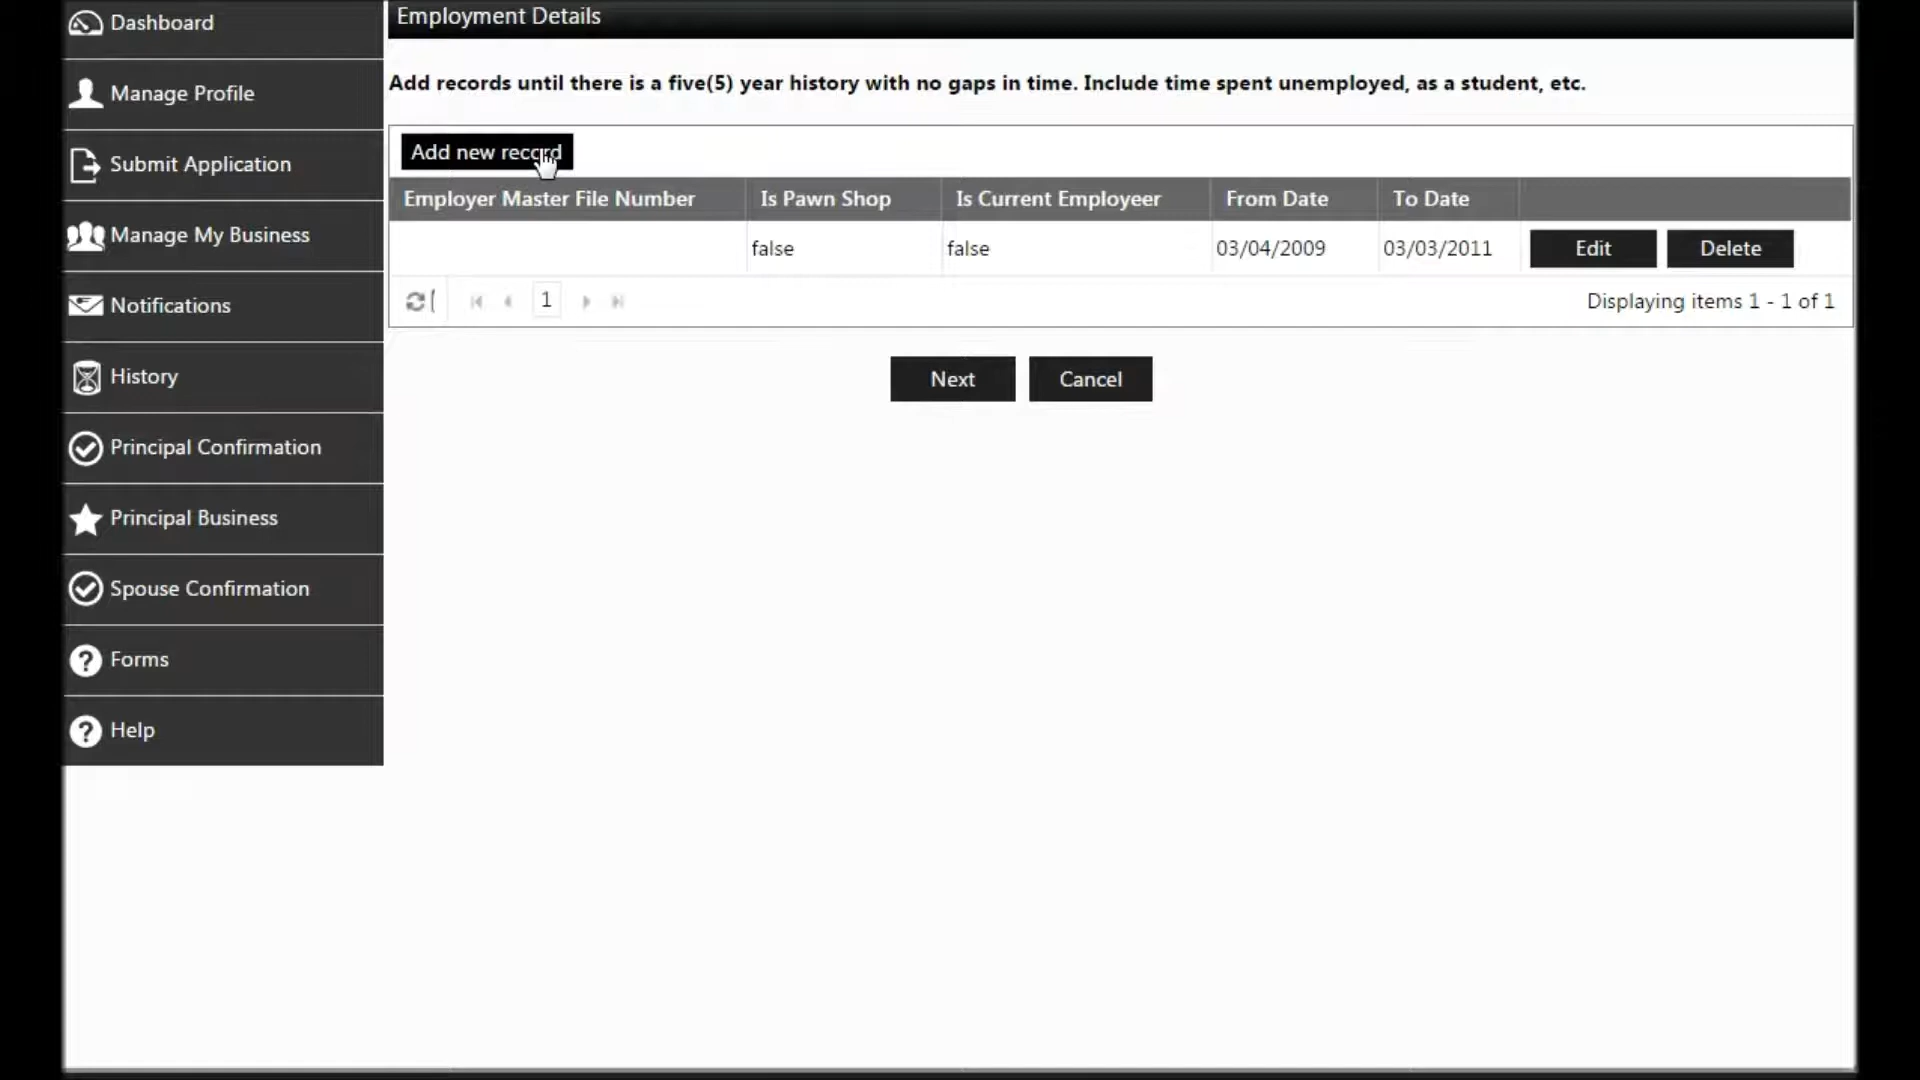 Dashboard
Manage Profile
Submit Application
Manage My Business
Notifications
History
Principal Confirmation
Principal Business
Spouse Confirmation
Forms
Help
Employment Details
Add records until there is a five(5) year history with no gaps in time. Include time spent unemployed, as a student, etc.
Add new record
Employer Master File Number Is Pawn Shop Is Current Employeer From Date To Date
false false 03/04/2009 03/03/2011 Edit Delete
1 Displaying items 1 - 1 of 1
Next Cancel